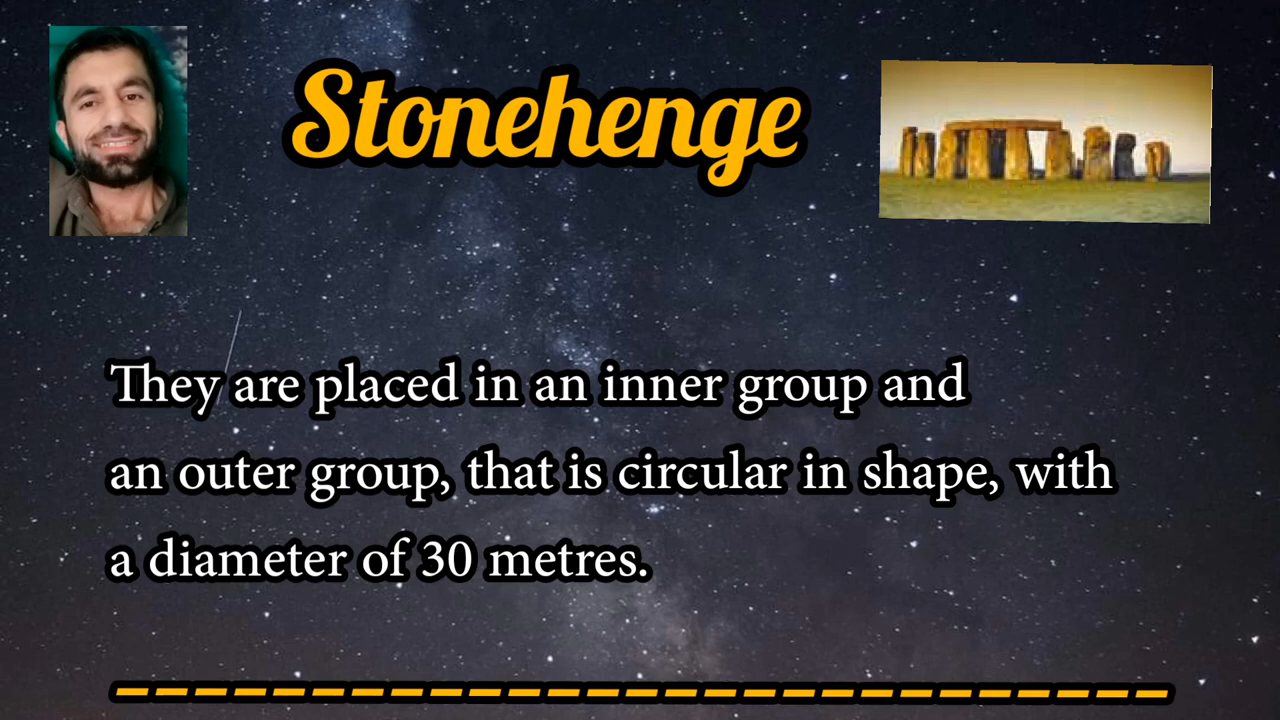 Stonehenge
They are placed in an inner group and
an outer group, that is circular in shape, with
a diameter of 30 metres.